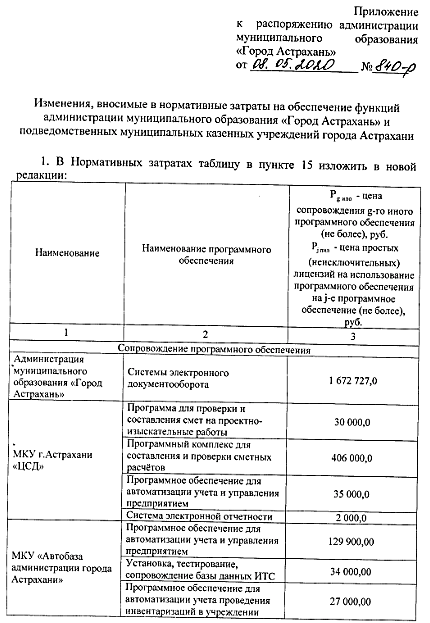 Приложение
к распоряжению администрации
муниципального образования
«Город Астрахань»
от 08.05.2020 № 840-р
Изменения, вносимые в нормативные затраты на обеспечение функций
администрации муниципального образования «Город Астрахань» и
подведомственных муниципальных казенных учреждений города Астрахани
1. В Нормативных затратах таблицу в пункте 15 изложить в новой
редакции:
Наименование
Наименование программного
обеспечения
P g ипо - цена
сопровождения g-го иного
программного обеспечения
(не более), руб.
P j пнл - цена простых
(неисключительных)
лицензий на использование
программного обеспечения
на j-е программное
обеспечение (не более),
руб.
1 2 3
Сопровождение программного обеспечения
Администрация
муниципального
образования «Город
Астрахань»
Системы электронного
документооборота
1 672 727,0
МКУ г.Астрахани
«ЦСД»
Программа для проверки и
составления смет на проектно-
изыскательные работы
30 000,0
Программный комплекс для
составления и проверки сметных
расчётов
406 000,0
Программное обеспечение для
автоматизации учета и управления
предприятием
35 000,0
Система электронной отчетности
2 000,0
МКУ «Автобаза
администрации города
Астрахани»
Программное обеспечение для
автоматизации учета и управления
предприятием
129 900,00
Установка, тестирование,
сопровождение базы данных ИТС
34 000,00
Программное обеспечение для
автоматизации учета проведения
инвентаризаций в учреждении
27 000,00